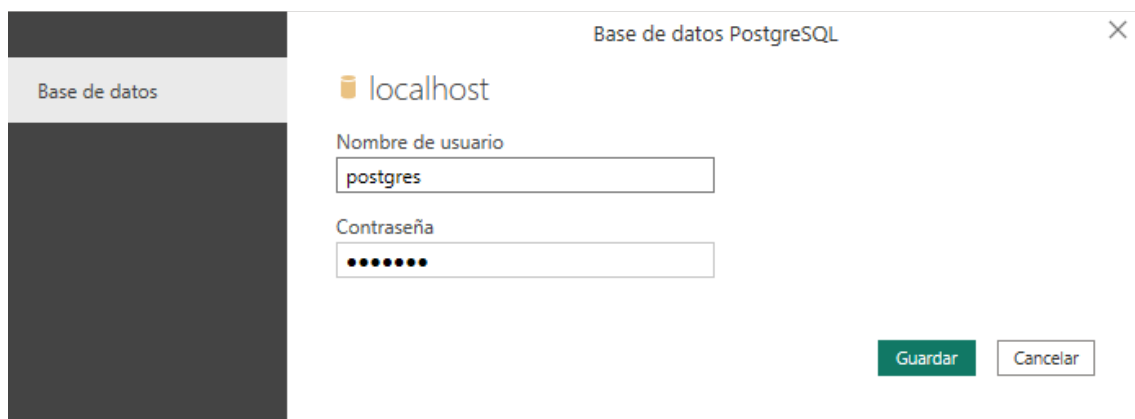 Base de datos PostgreSQL
Base de datos
localhost
Nombre de usuario
postgres
Contraseña
•••••••
Guardar
Cancelar